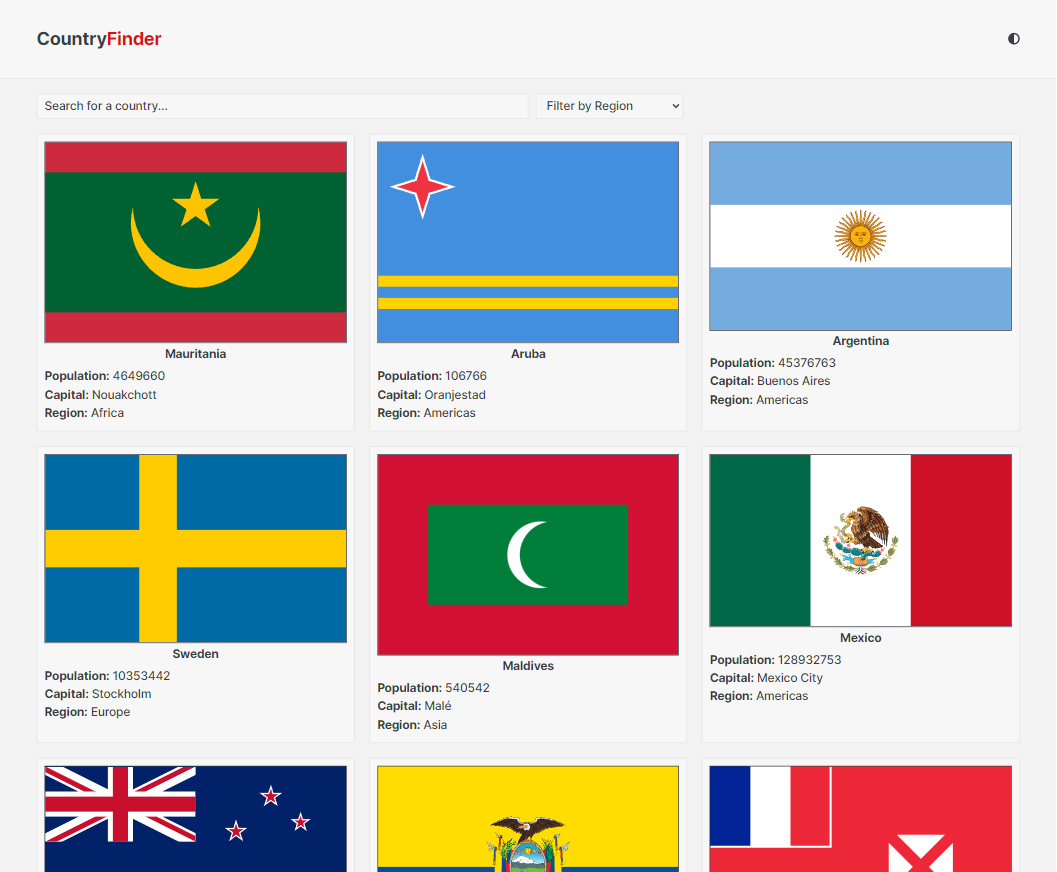 CountryFinder
Search for a country...
Filter by Region
Mauritania
Population: 4649660
Capital: Nouakchott
Region: Africa
Aruba
Population: 106766
Capital: Oranjestad
Region: Americas
Argentina
Population: 45376763
Capital: Buenos Aires
Region: Americas
Sweden
Population: 10353442
Capital: Stockholm
Region: Europe
Maldives
Population: 540542
Capital: Malé
Region: Asia
Mexico
Population: 128932753
Capital: Mexico City
Region: Americas